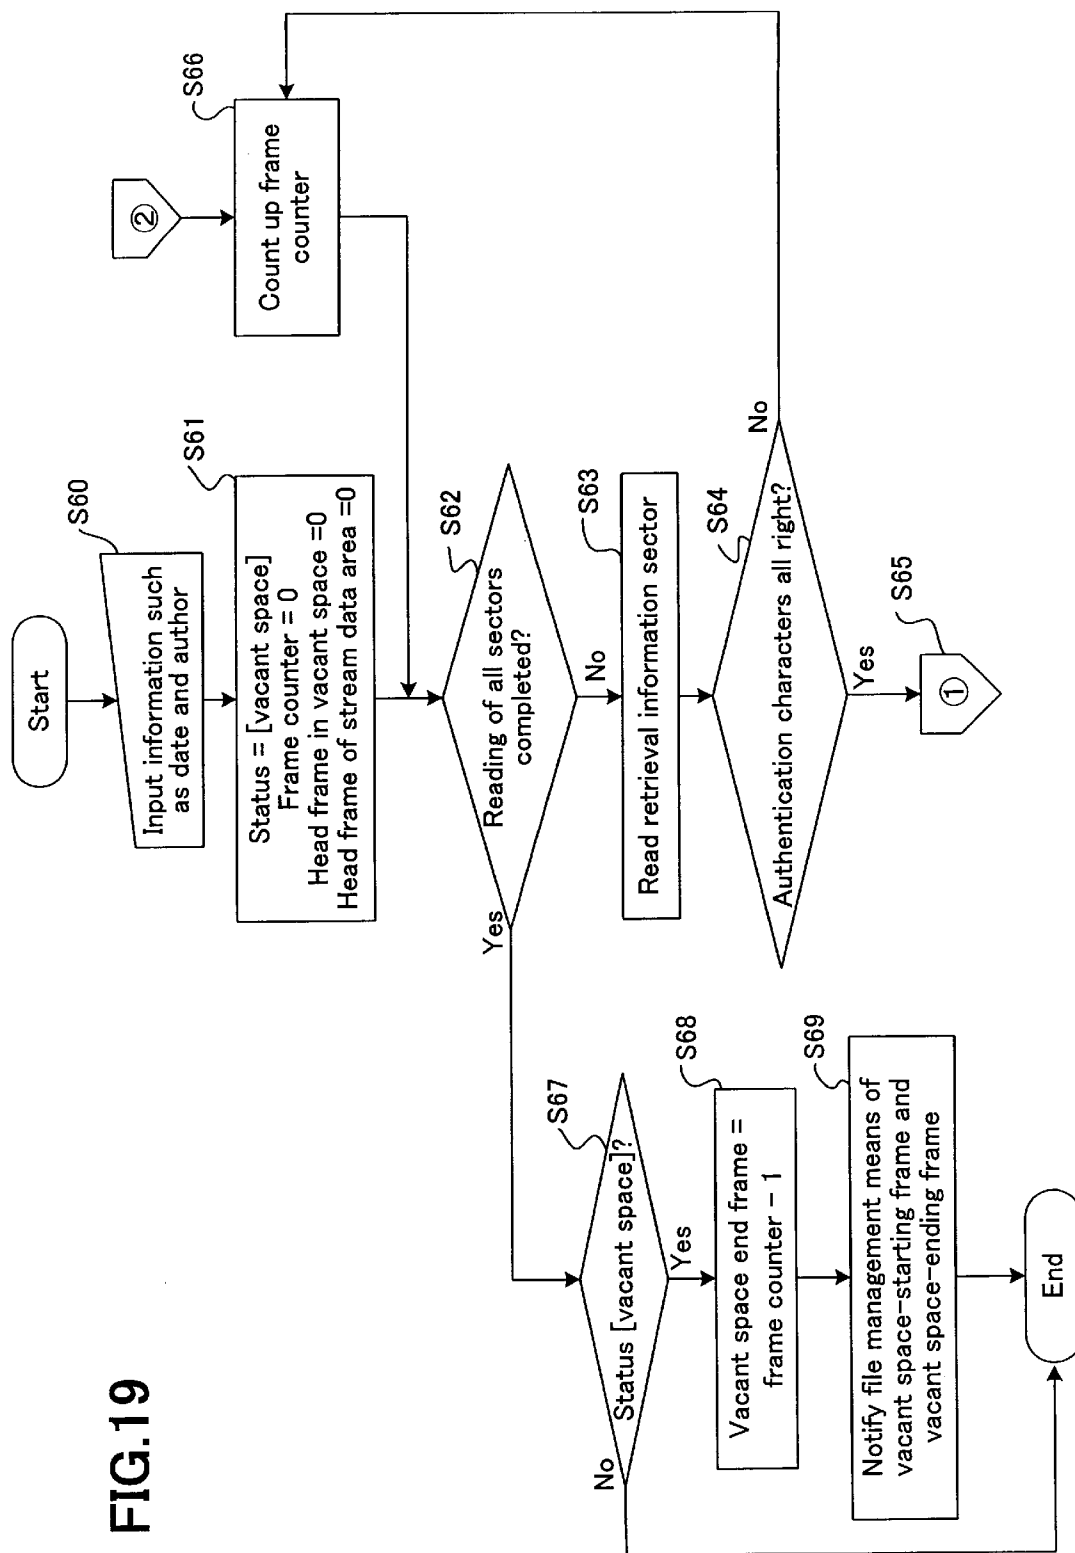 FIG.19
Start
S60
Input information such
as date and author
S61
Status = [vacant space]
Frame counter = 0
Head frame in vacant space =0
Head frame of stream data area =0
②
S66
Count up frame
counter
S62
Reading of all sectors
completed?
Yes
No
S63
Read retrieval information sector
S64
Authentication characters all right?
No
Yes
S65
①
S67
Status [vacant space]?
No
Yes
S68
Vacant space end frame =
frame counter - 1
S69
Notify file management means of
vacant space-starting frame and
vacant space-ending frame
End